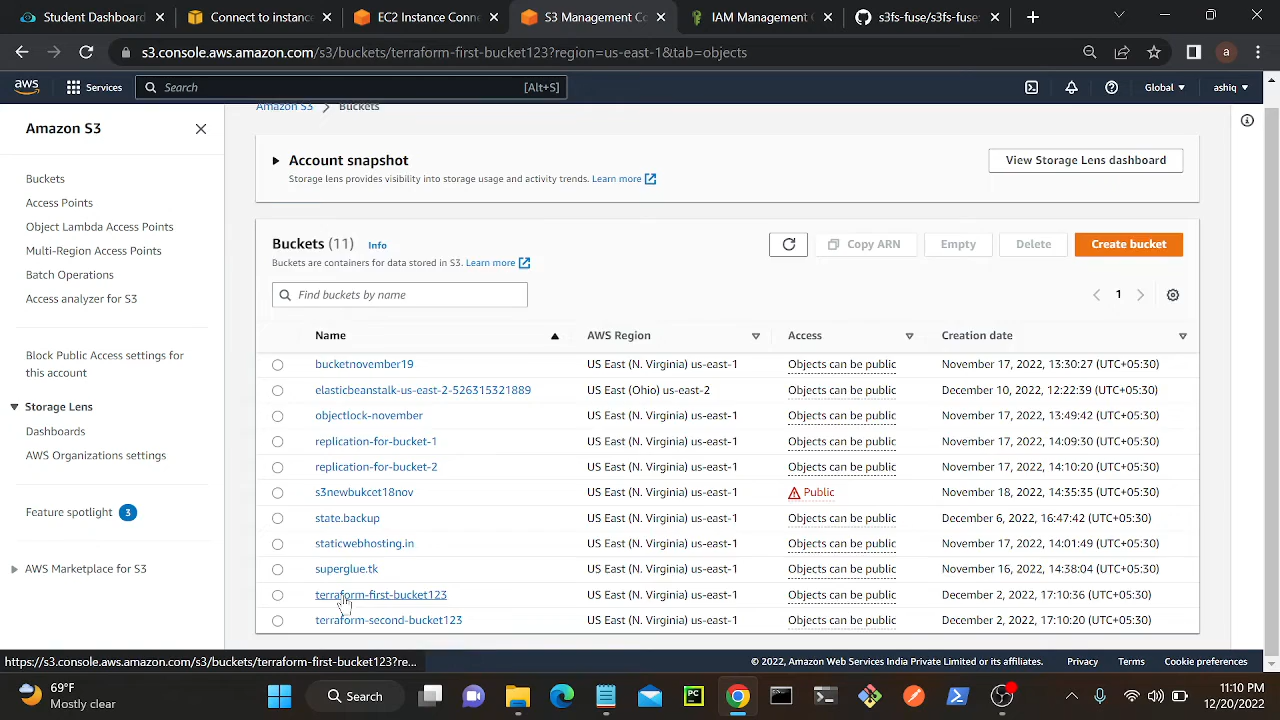 Student Dashboard
Connect to instanc
EC2 Instance Conn
S3 Management Co
IAM Management C
s3fs-fuse/s3fs-fuse
s3.console.aws.amazon.com/s3/buckets/terraform-first-bucket123?region=us-east-1&tab=objects
a
aws
Services
Search
[Alt+S]
Global
ashiq
Amazon S3
Amazon S3
Buckets
Buckets
Access Points
Object Lambda Access Points
Multi-Region Access Points
Batch Operations
Access analyzer for S3
Block Public Access settings for
this account
Storage Lens
Dashboards
AWS Organizations settings
Feature spotlight 3
AWS Marketplace for S3
Account snapshot
Storage lens provides visibility into storage usage and activity trends. Learn more
View Storage Lens dashboard
Buckets (11) Info
Buckets are containers for data stored in S3. Learn more
Copy ARN
Empty
Delete
Create bucket
Find buckets by name
1
Name AWS Region Access Creation date
bucketnovember19 US East (N. Virginia) us-east-1 Objects can be public November 17, 2022, 13:30:27 (UTC+05:30)
elasticbeanstalk-us-east-2-526315321889 US East (Ohio) us-east-2 Objects can be public December 10, 2022, 12:22:39 (UTC+05:30)
objectlock-november US East (N. Virginia) us-east-1 Objects can be public November 17, 2022, 13:49:42 (UTC+05:30)
replication-for-bucket-1 US East (N. Virginia) us-east-1 Objects can be public November 17, 2022, 14:09:30 (UTC+05:30)
replication-for-bucket-2 US East (N. Virginia) us-east-1 Objects can be public November 17, 2022, 14:10:20 (UTC+05:30)
s3newbukcet18nov US East (N. Virginia) us-east-1 Public November 18, 2022, 14:35:35 (UTC+05:30)
state.backup US East (N. Virginia) us-east-1 Objects can be public December 6, 2022, 16:47:42 (UTC+05:30)
staticwebhosting.in US East (N. Virginia) us-east-1 Objects can be public November 17, 2022, 14:01:49 (UTC+05:30)
superglue.tk US East (N. Virginia) us-east-1 Objects can be public November 16, 2022, 14:38:04 (UTC+05:30)
terraform-first-bucket123 US East (N. Virginia) us-east-1 Objects can be public December 2, 2022, 17:10:36 (UTC+05:30)
terraform-second-bucket123 US East (N. Virginia) us-east-1 Objects can be public December 2, 2022, 17:10:20 (UTC+05:30)
https://s3.console.aws.amazon.com/s3/buckets/terraform-first-bucket123?re...
© 2022, Amazon Web Services India Private Limited or its affiliates. Privacy Terms Cookie preferences
69°F
Mostly clear
Search
PC
11:10 PM
12/20/2022